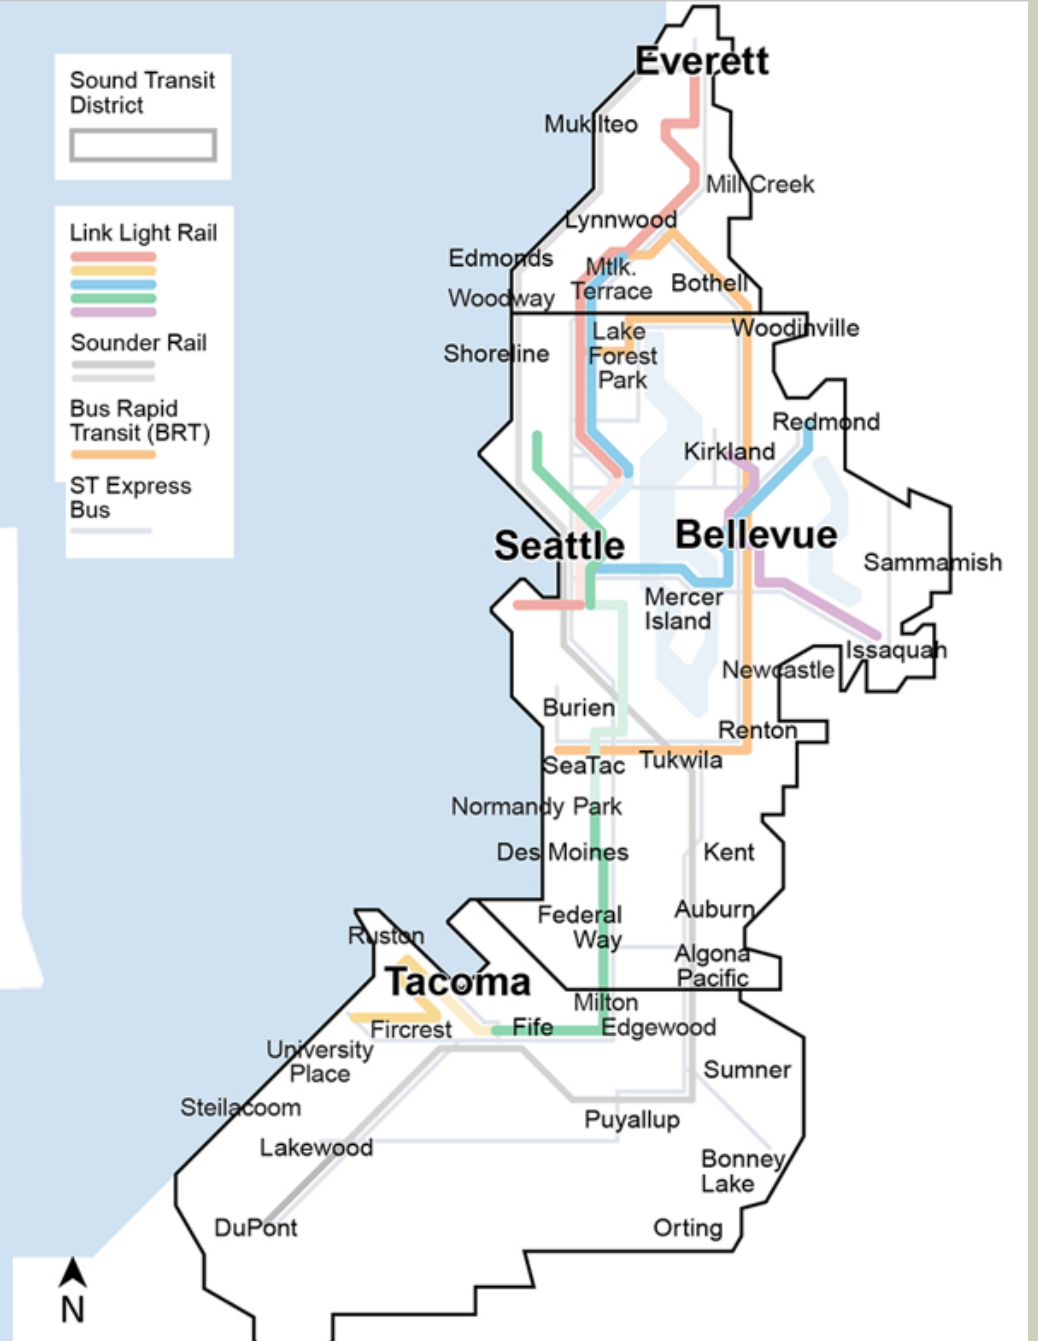 Everett
Sound Transit
District
Mukilteo
Mill Creek
Lynnwood
Link Light Rail
Edmonds
Mtlk.
Terrace
Bothell
Woodway
Woodinville
Lake
Forest
Park
Sounder Rail
Shoreline
Bus Rapid
Transit (BRT)
Redmond
Kirkland
ST Express
Bus
Bellevue
Seattle
Sammamish
Mercer
Island
Issaquah
Newcastle
Burien
Renton
SeaTac
Tukwila
Normandy Park
Des Moines
Kent
Federal
Way
Auburn
Ruston
Algona
Pacific
Tacoma
Milton
Fircrest
Fife
Edgewood
University
Place
Sumner
Steilacoom
Puyallup
Lakewood
Bonney
Lake
DuPont
Orting
N